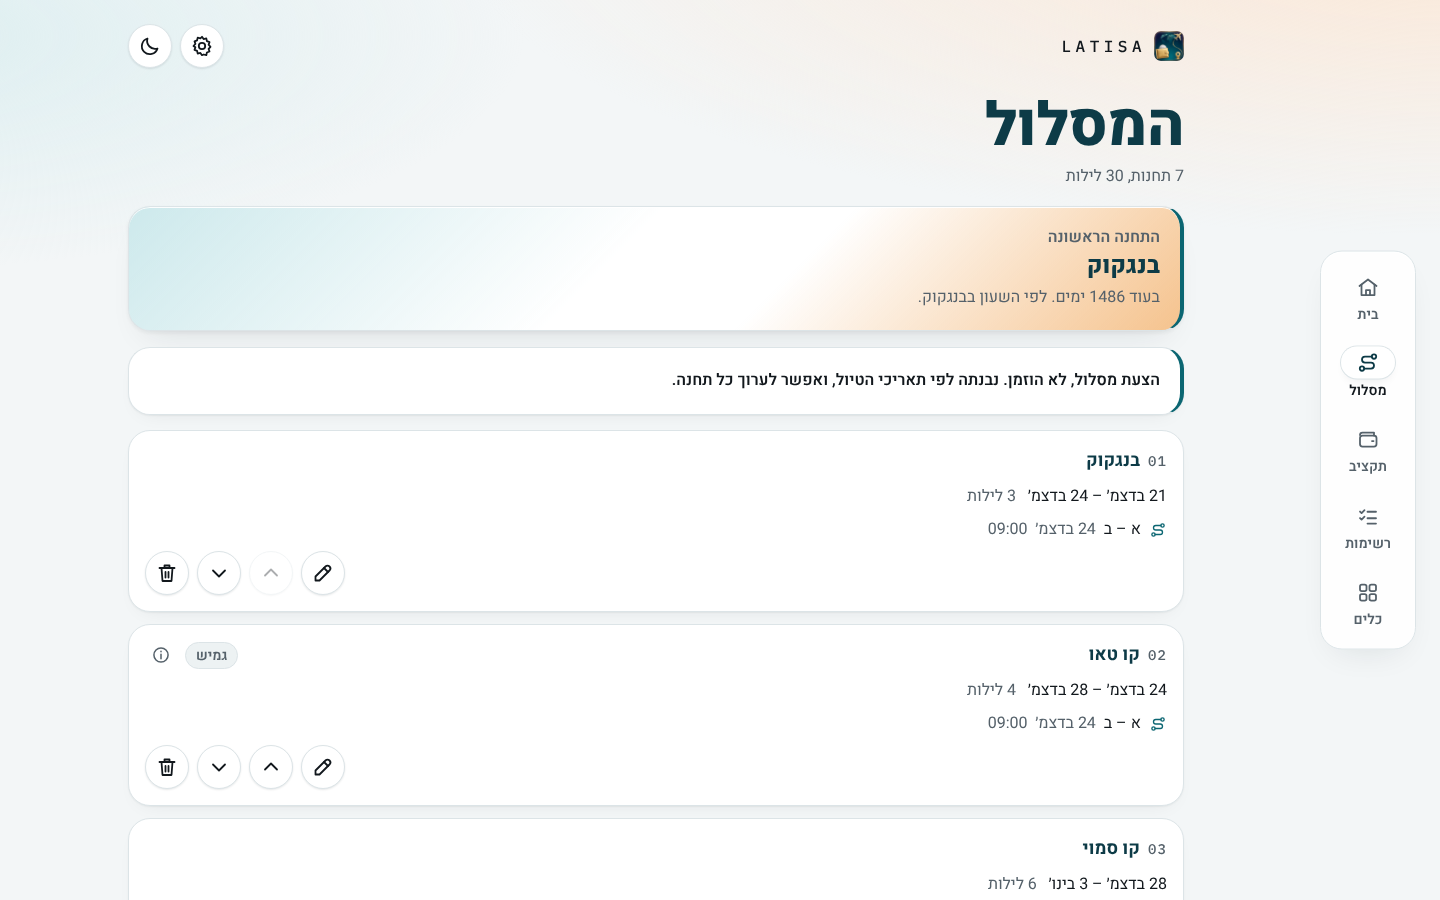 LATISA
המסלול
7 תחנות, 30 לילות
התחנה הראשונה
בנגקוק
בעוד 1486 ימים. לפי השעון בבנגקוק.
הצעת מסלול, לא הוזמן. נבנתה לפי תאריכי הטיול, ואפשר לערוך כל תחנה.
01 בנגקוק
21 בדצמ׳ – 24 בדצמ׳ 3 לילות
א – ב 24 בדצמ׳ 09:00
02 קו טאו
גמיש
24 בדצמ׳ – 28 בדצמ׳ 4 לילות
א – ב 24 בדצמ׳ 09:00
03 קו סמוי
28 בדצמ׳ – 3 בינו׳ 6 לילות
בית
מסלול
תקציב
רשימות
כלים